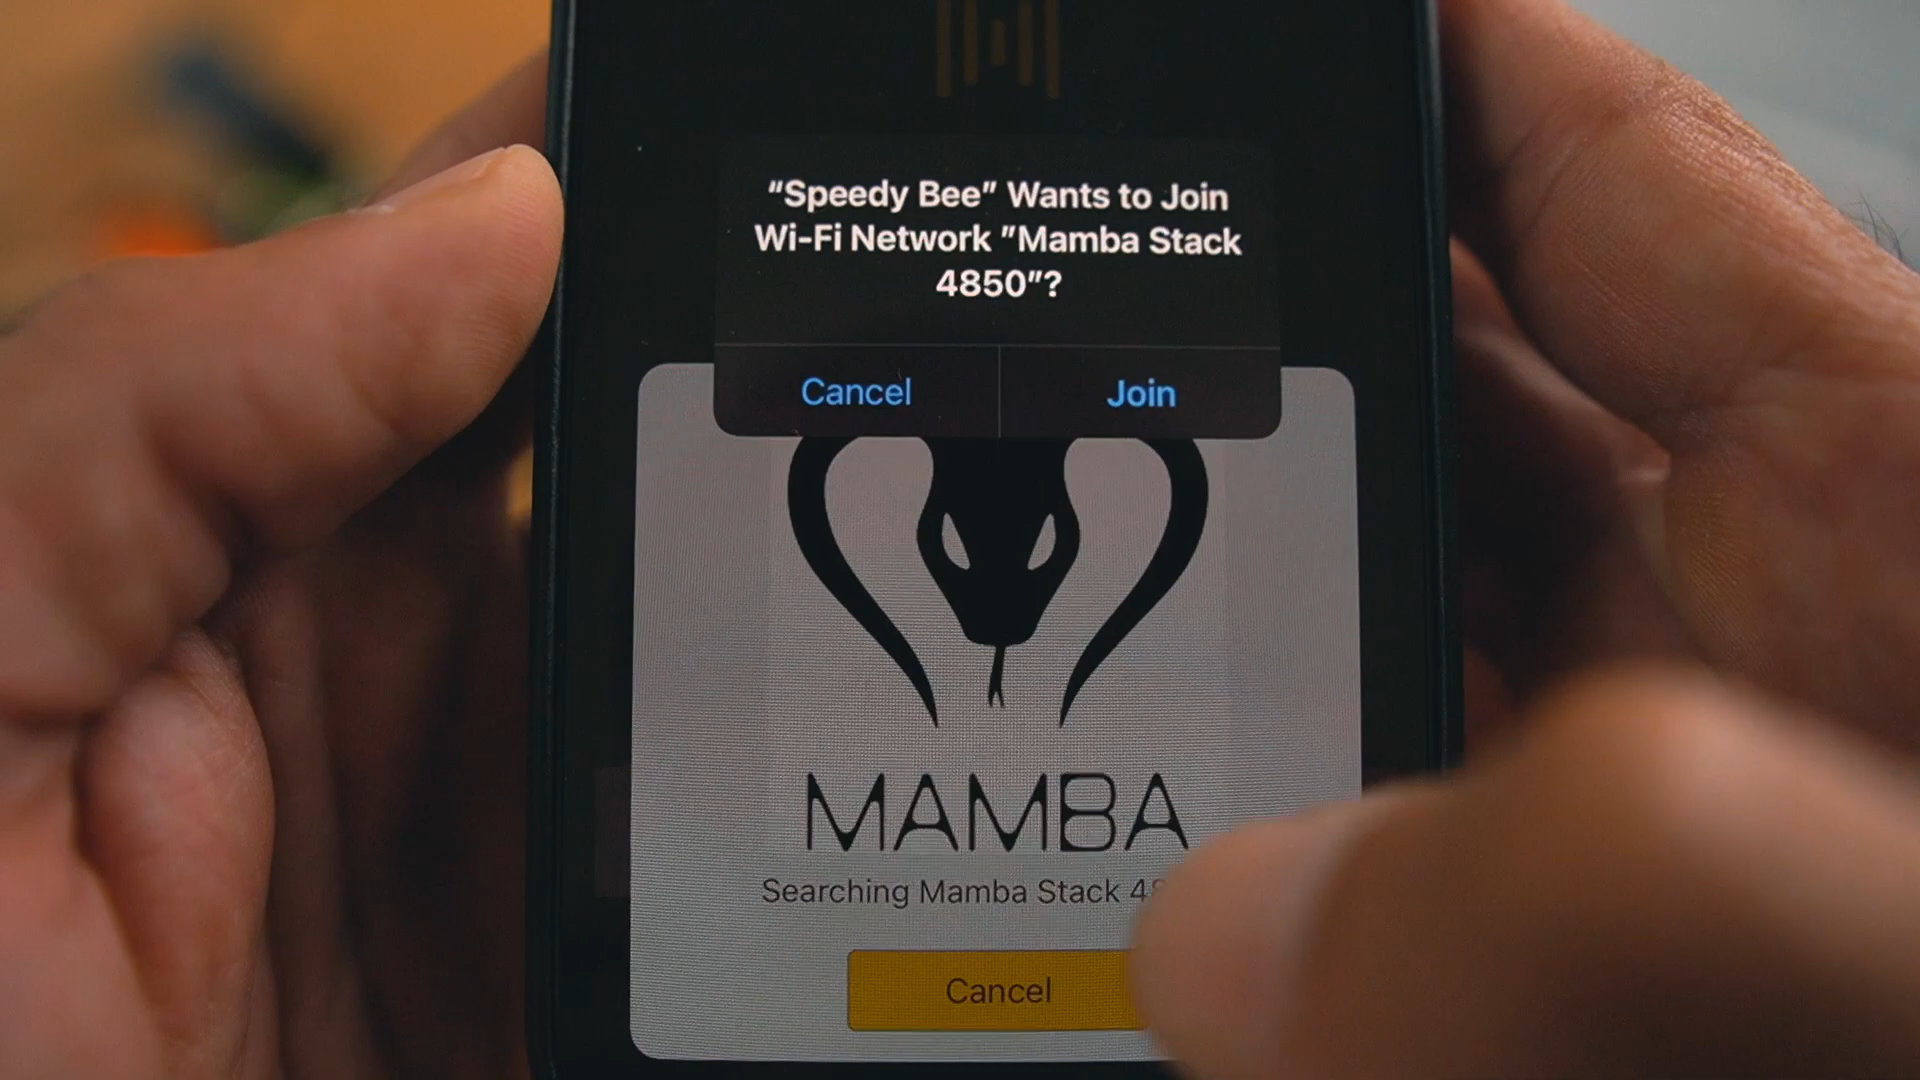 “Speedy Bee” Wants to Join
Wi-Fi Network "Mamba Stack
4850"?
Cancel
Join
MAMBA
Searching Mamba Stack
Cancel